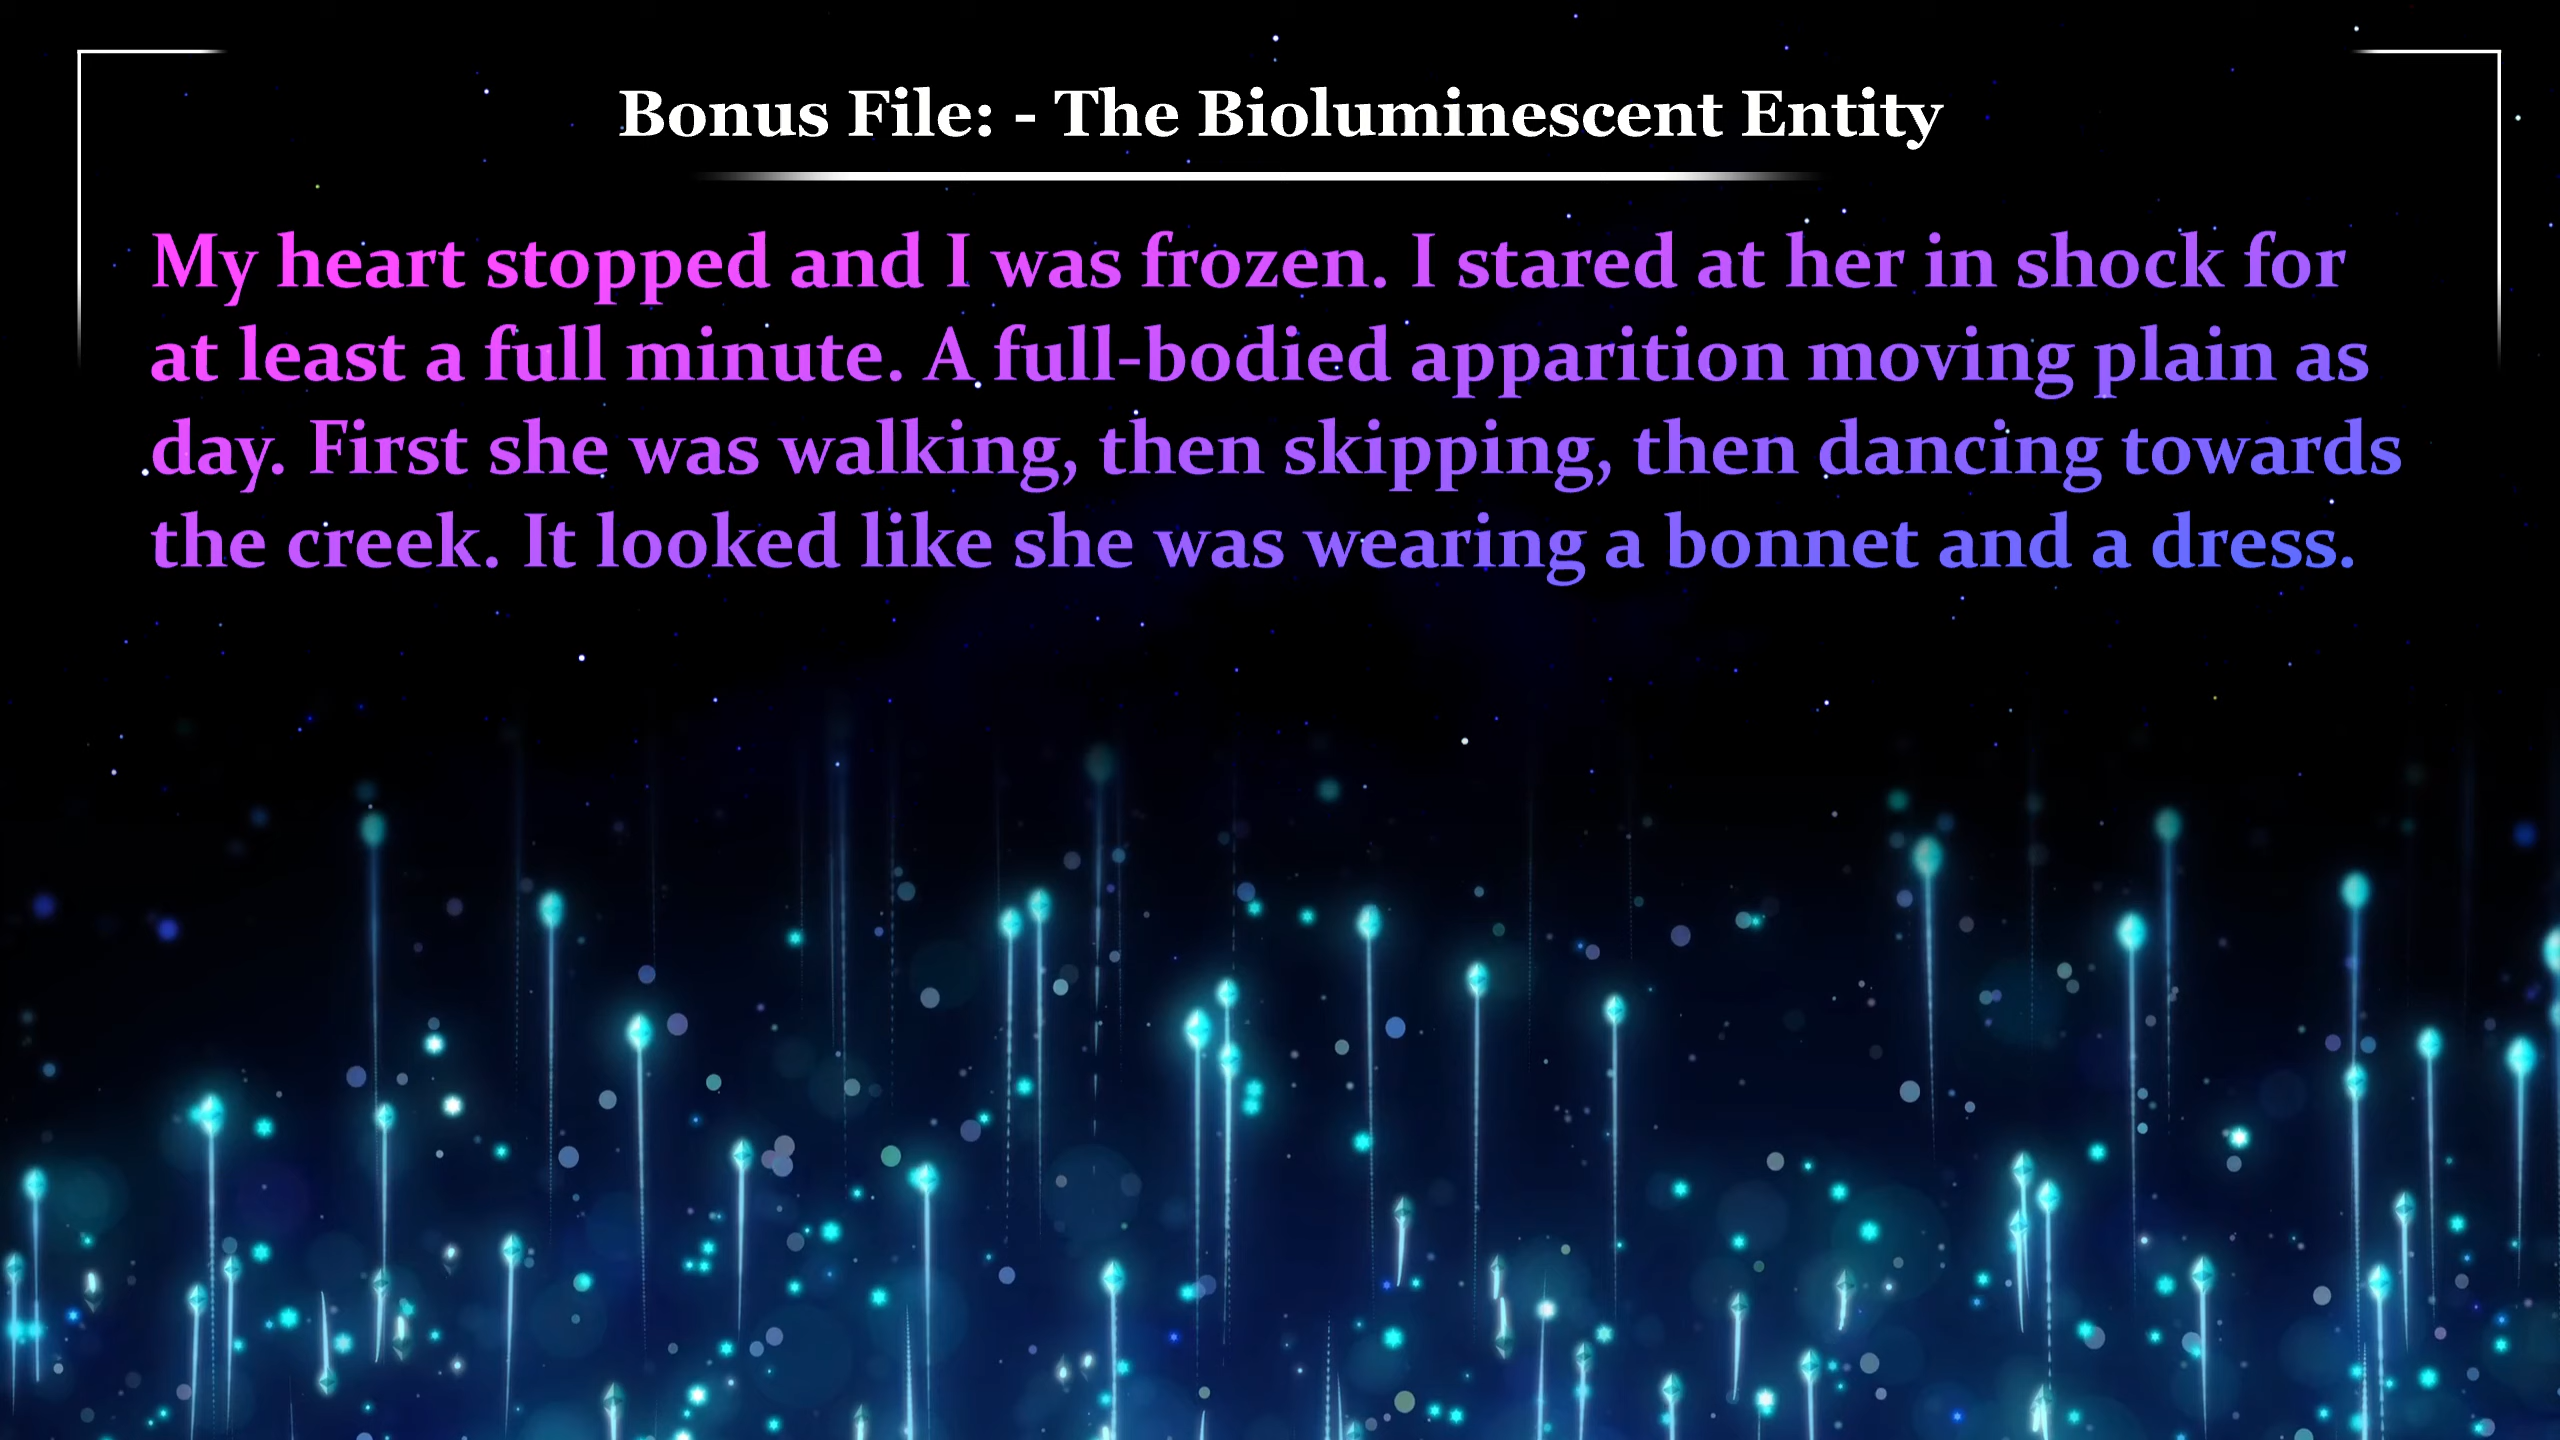 Bonus File: - The Bioluminescent Entity
My heart stopped and I was frozen. I stared at her in shock for
at least a full minute. A full-bodied apparition moving plain as
day. First she was walking, then skipping, then dancing towards
the creek. It looked like she was wearing a bonnet and a dress.